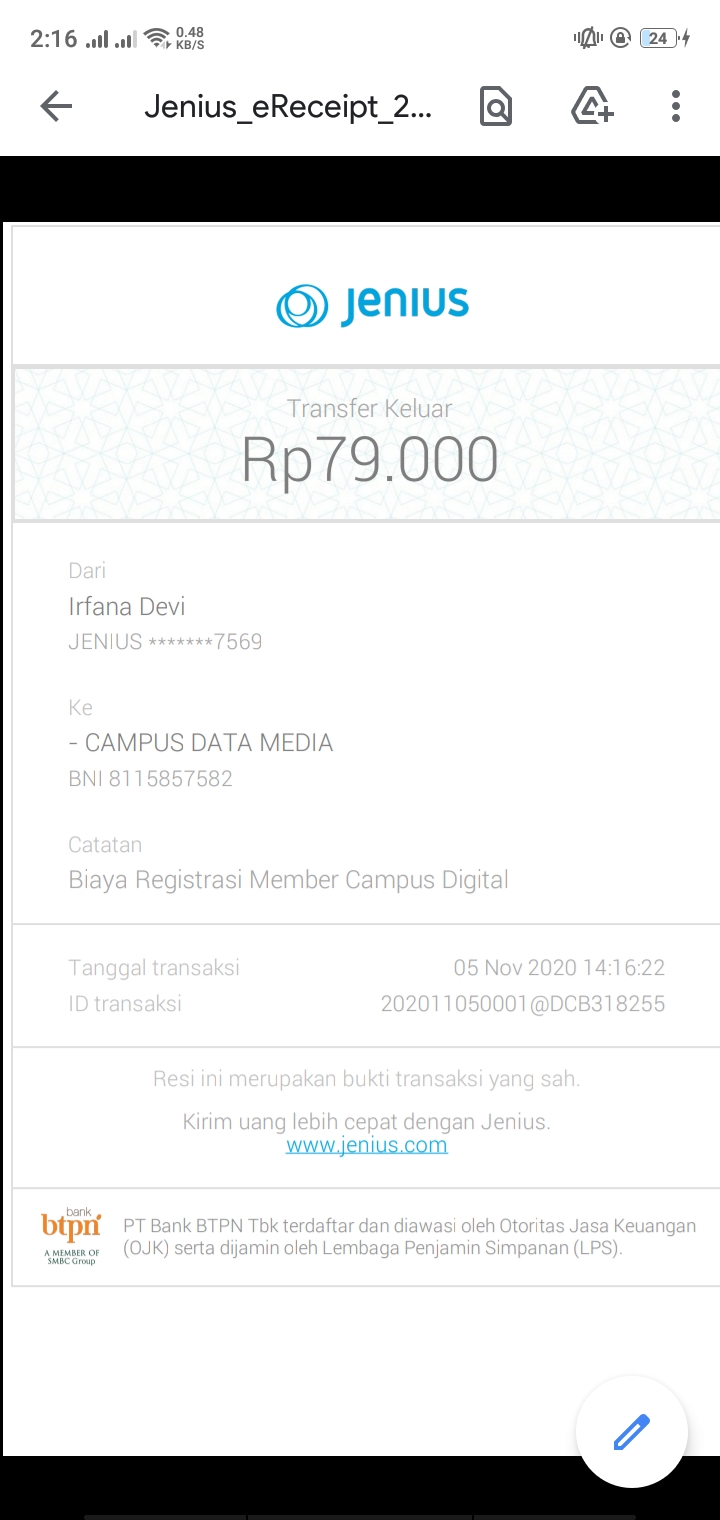 2:16 0.48 KB/S 24
Jenius_eReceipt_2...
jenius
Transfer Keluar
Rp79.000
Dari
Irfana Devi
JENIUS *******7569
Ke
- CAMPUS DATA MEDIA
BNI 8115857582
Catatan
Biaya Registrasi Member Campus Digital
Tanggal transaksi 05 Nov 2020 14:16:22
ID transaksi 202011050001@DCB318255
Resi ini merupakan bukti transaksi yang sah.
Kirim uang lebih cepat dengan Jenius.
www.jenius.com
bank
btpn
A MEMBER OF
SMBC Group
PT Bank BTPN Tbk terdaftar dan diawasi oleh Otoritas Jasa Keuangan
(OJK) serta dijamin oleh Lembaga Penjamin Simpanan (LPS).